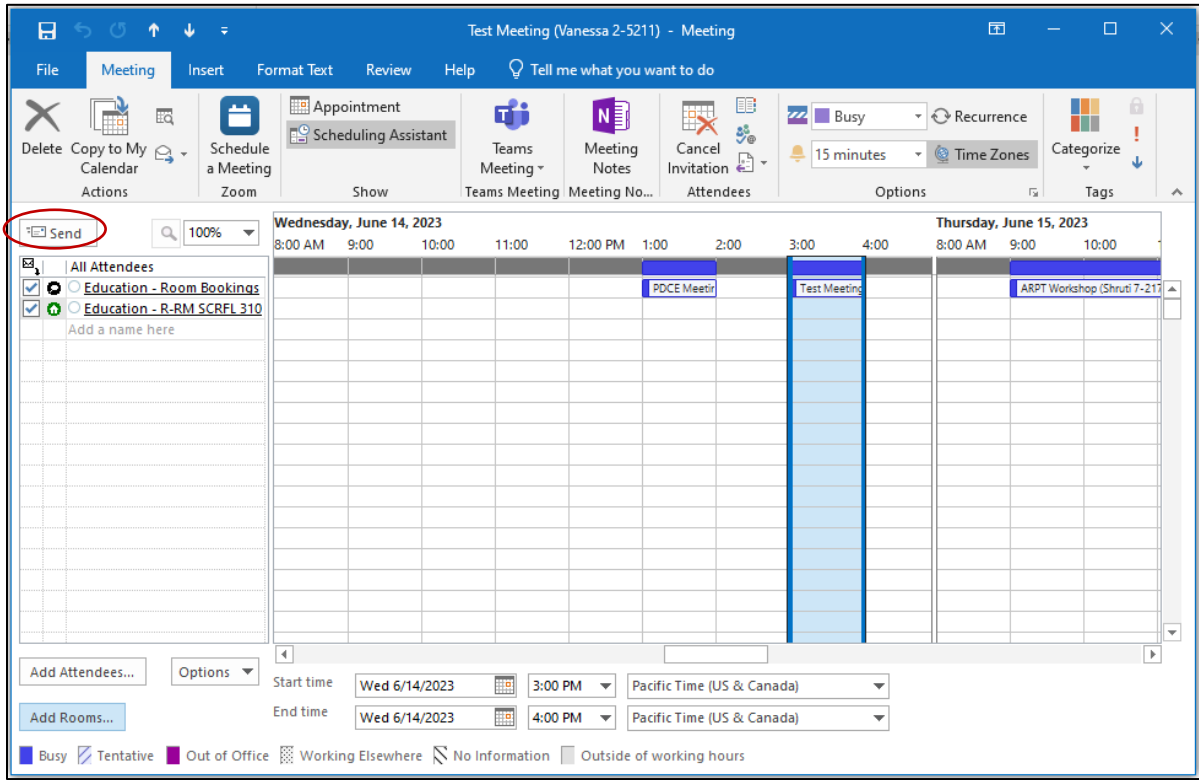 Test Meeting (Vanessa 2-5211) - Meeting
File Meeting Insert Format Text Review Help Tell me what you want to do
Delete
Copy to My Calendar
Actions
Schedule a Meeting
Zoom
Appointment
Scheduling Assistant
Show
Teams Meeting
Teams Meeting
Meeting Notes
Meeting No...
Cancel Invitation
Attendees
Busy
15 minutes
Recurrence
Time Zones
Options
Categorize
Tags
Send
100%
Wednesday, June 14, 2023
8:00 AM 9:00 10:00 11:00 12:00 PM 1:00 2:00 3:00 4:00
Thursday, June 15, 2023
8:00 AM 9:00 10:00
All Attendees
Education - Room Bookings
Education - R-RM SCRFL 310
Add a name here
PDCE Meetin
Test Meeting
ARPT Workshop (Shruti 7-217
Add Attendees...
Options
Add Rooms...
Start time Wed 6/14/2023 3:00 PM Pacific Time (US & Canada)
End time Wed 6/14/2023 4:00 PM Pacific Time (US & Canada)
Busy Tentative Out of Office Working Elsewhere No Information Outside of working hours